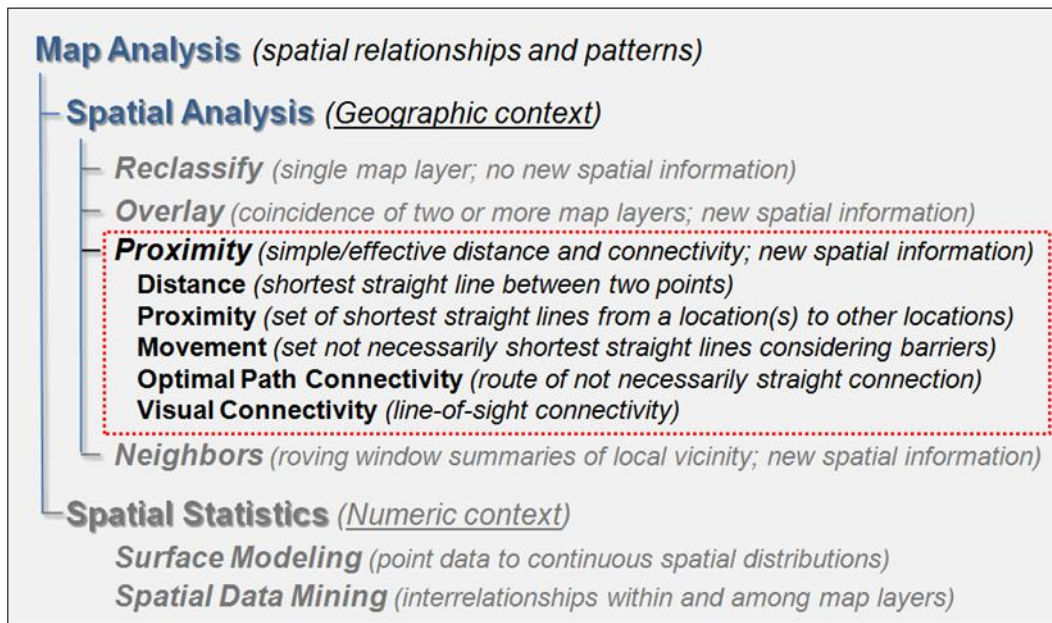 Map Analysis (spatial relationships and patterns)
Spatial Analysis (Geographic context)
Reclassify (single map layer; no new spatial information)
Overlay (coincidence of two or more map layers; new spatial information)
Proximity (simple/effective distance and connectivity; new spatial information)
Distance (shortest straight line between two points)
Proximity (set of shortest straight lines from a location(s) to other locations)
Movement (set not necessarily shortest straight lines considering barriers)
Optimal Path Connectivity (route of not necessarily straight connection)
Visual Connectivity (line-of-sight connectivity)
Neighbors (roving window summaries of local vicinity; new spatial information)
Spatial Statistics (Numeric context)
Surface Modeling (point data to continuous spatial distributions)
Spatial Data Mining (interrelationships within and among map layers)